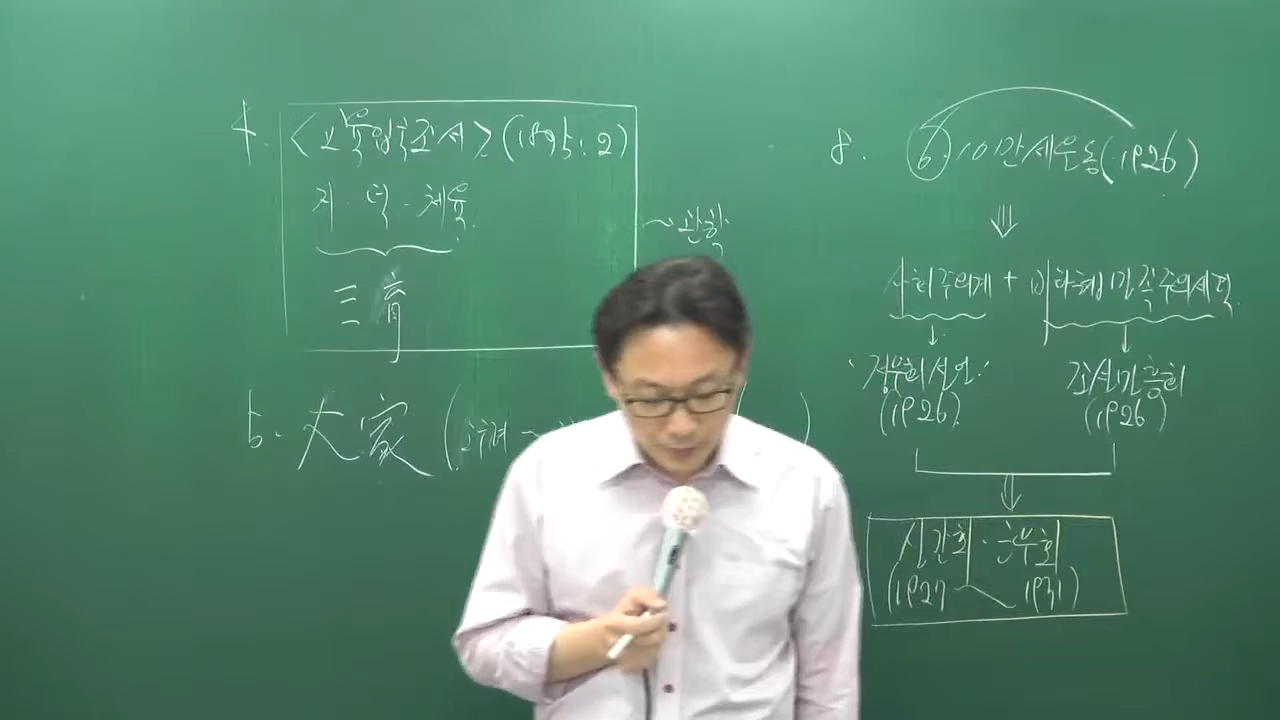 4. <교육입국조서>(1895.2)
지·덕·체육
三育
~관학
5. 大家(
8. 6.10만세운동(1926)
⇓
사회주의계 + 비타협민족주의세력
↓ ↓
'정우회선언' 조선민흥회
(1926) (1926)
⇓
신간회·근우회
(1927 ~ 1931)